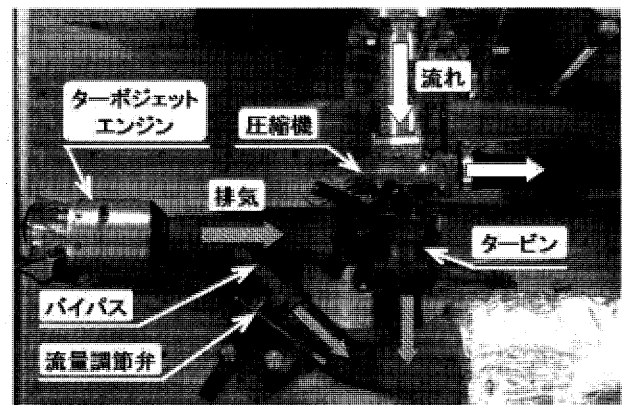 流れ
ターボジェット
エンジン
圧縮機
排気
タービン
バイパス
流量調節弁